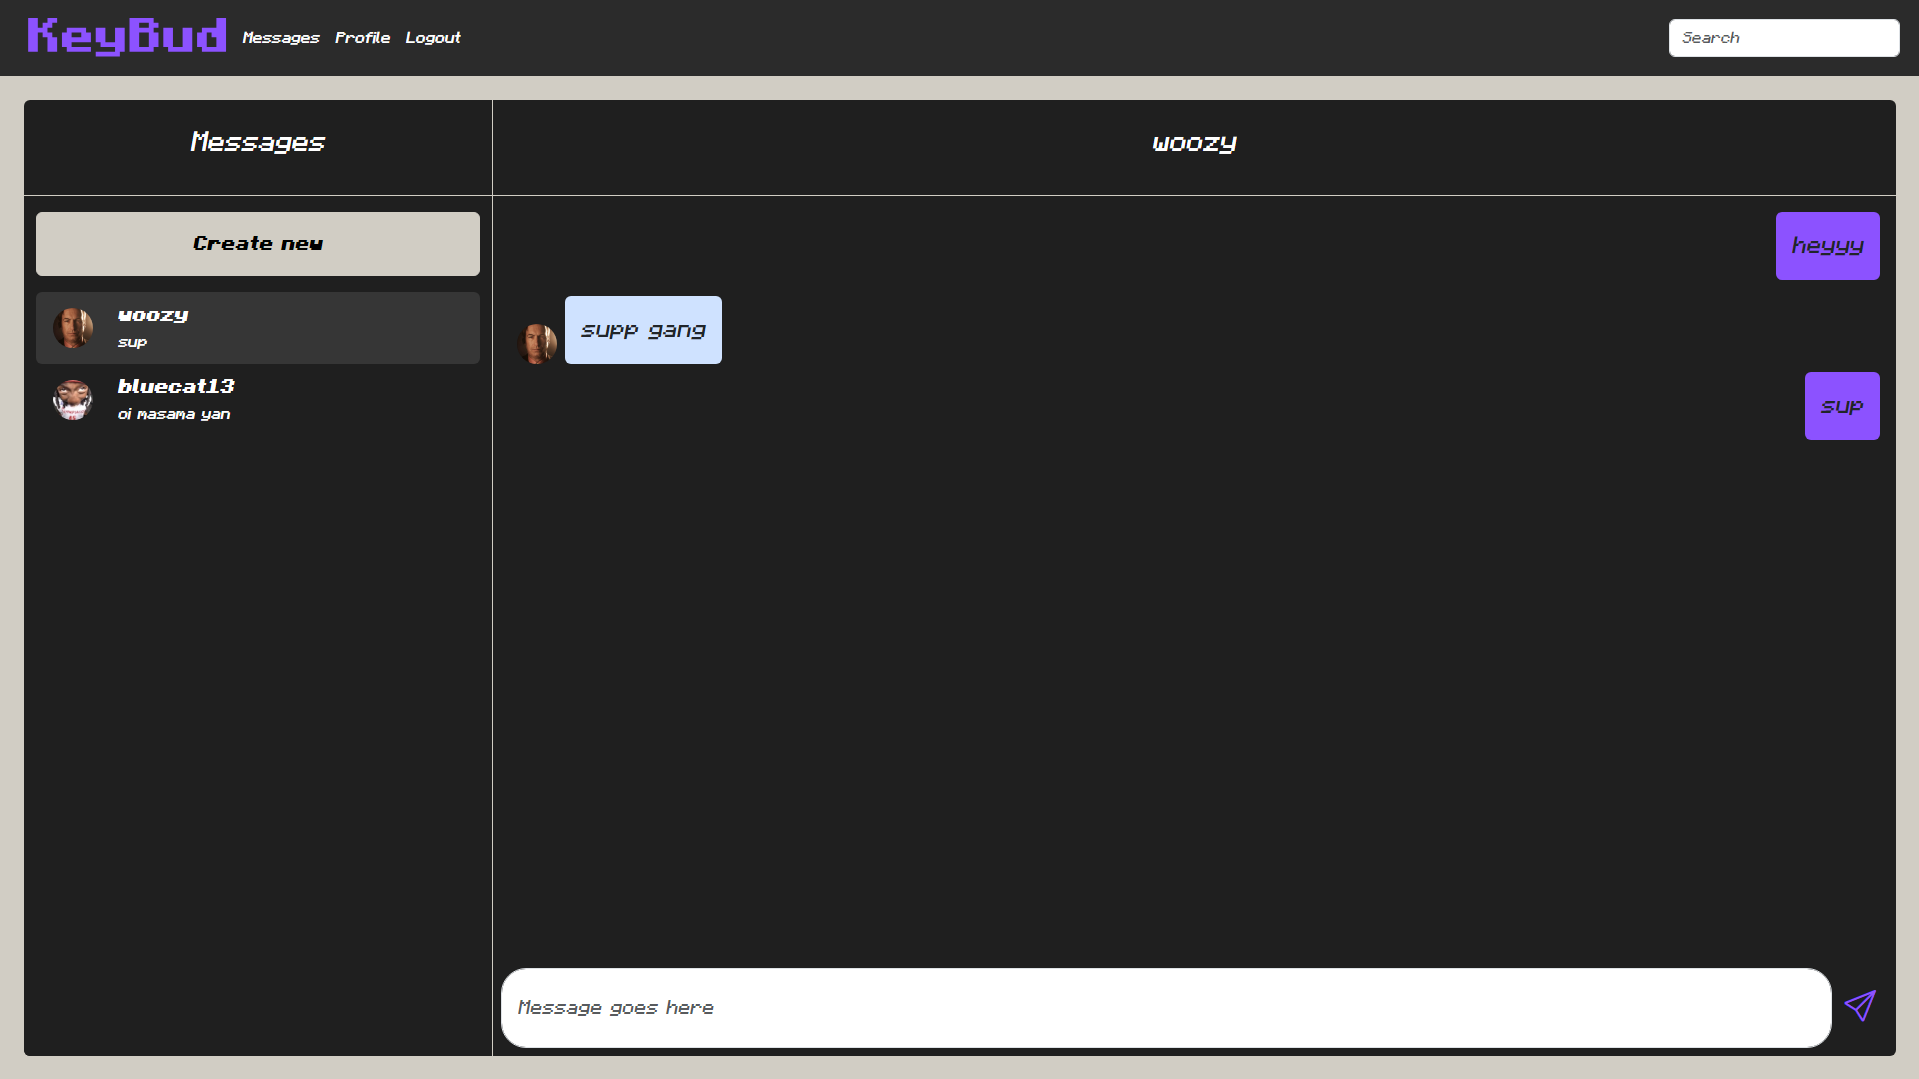 KeyBud Messages Profile Logout Search
Messages
woozy
Create new
woozy
sup
bluecat13
oi masama yan
heyyy
supp gang
sup
Message goes here